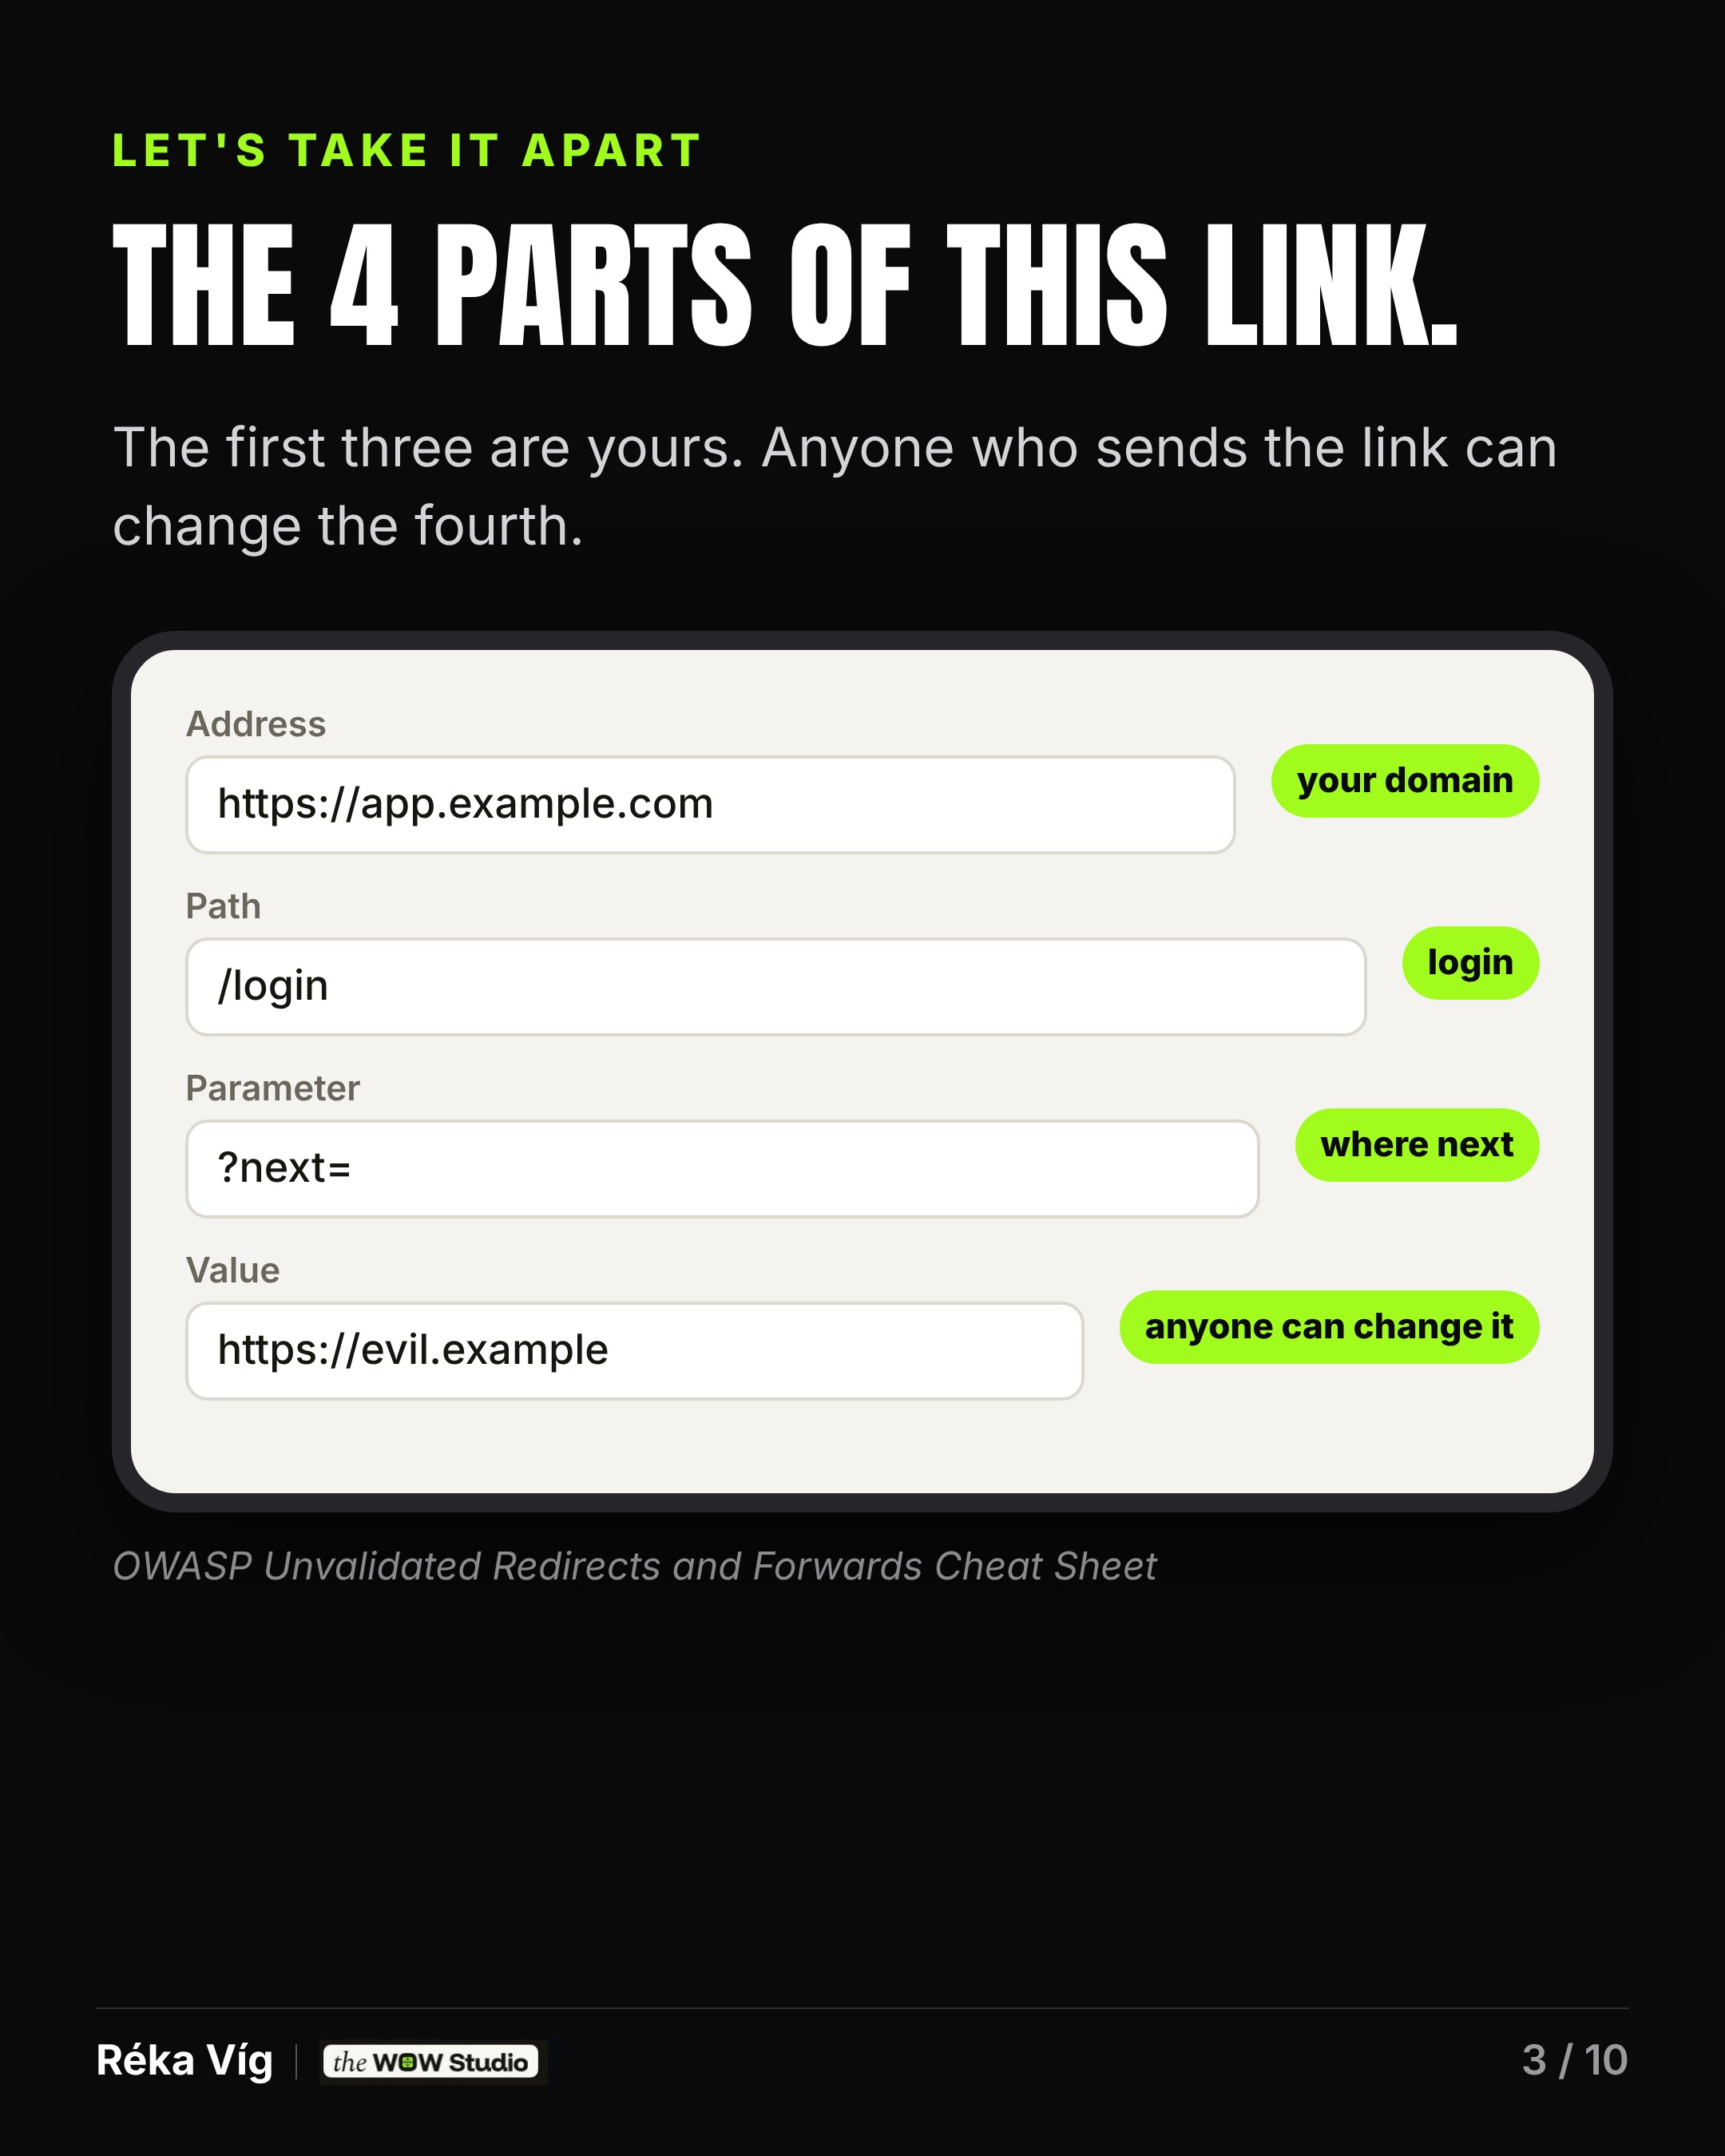 LET'S TAKE IT APART
THE 4 PARTS OF THIS LINK.
The first three are yours. Anyone who sends the link can
change the fourth.
Address
https://app.example.com
your domain
Path
/login
login
Parameter
?next=
where next
Value
https://evil.example
anyone can change it
OWASP Unvalidated Redirects and Forwards Cheat Sheet
Réka Víg
the WOW Studio
3 / 10